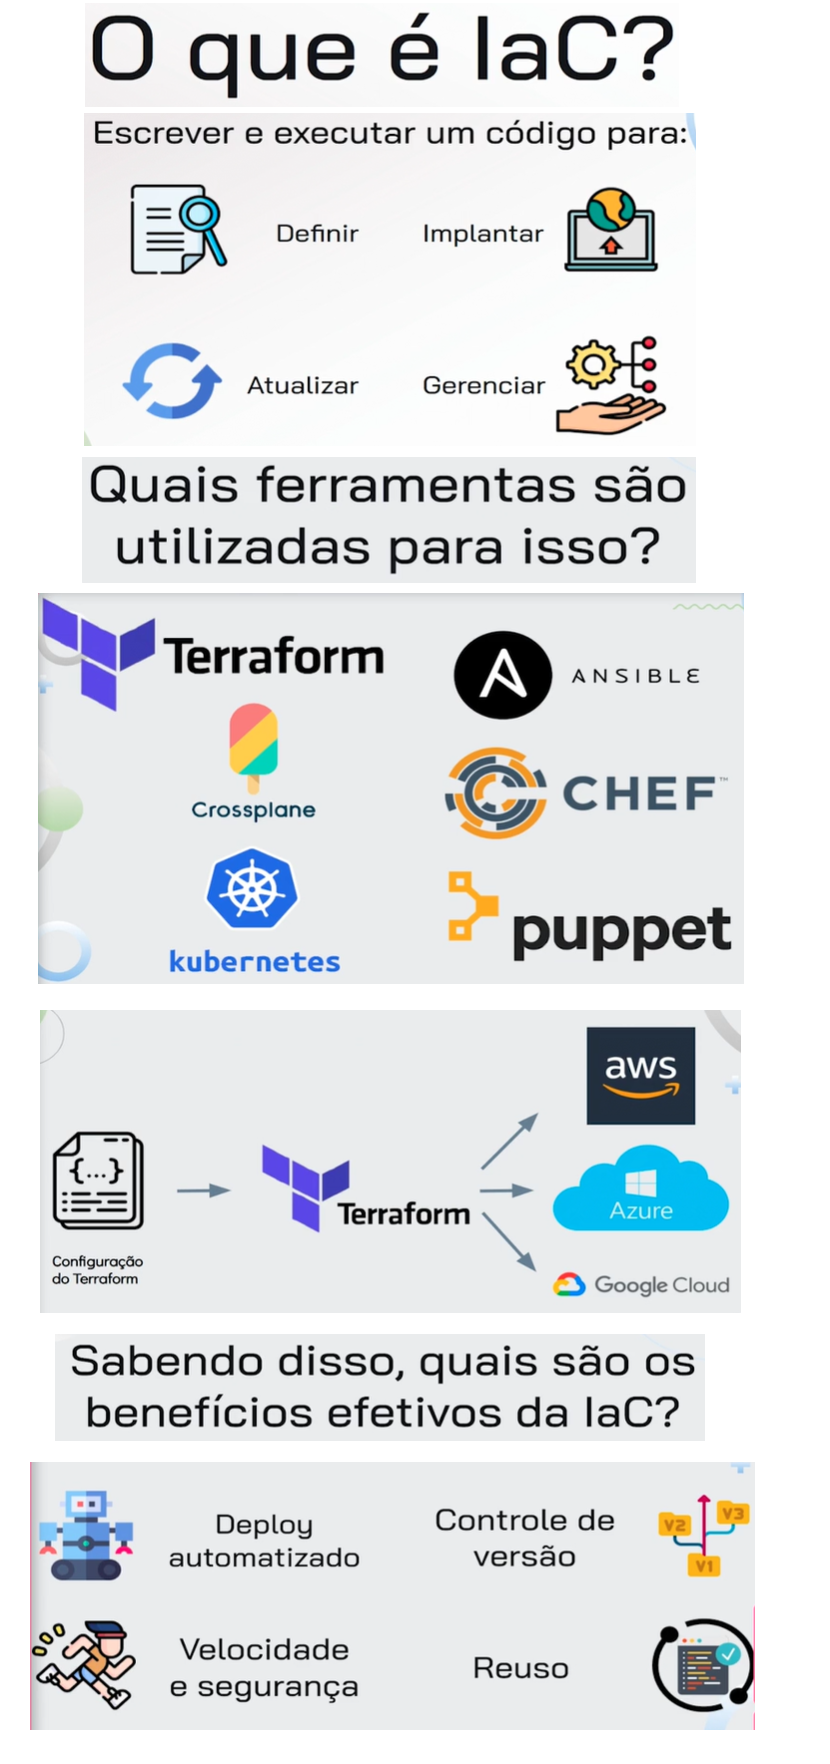 O que é IaC?
Escrever e executar um código para:
Definir
Implantar
Atualizar
Gerenciar
Quais ferramentas são
utilizadas para isso?
Terraform
ANSIBLE
Crossplane
CHEF™
kubernetes
puppet
aws
{...}
Terraform
Azure
Configuração
do Terraform
Google Cloud
Sabendo disso, quais são os
benefícios efetivos da IaC?
Deploy
automatizado
Controle de
versão
V2
V3
V1
Velocidade
e segurança
Reuso